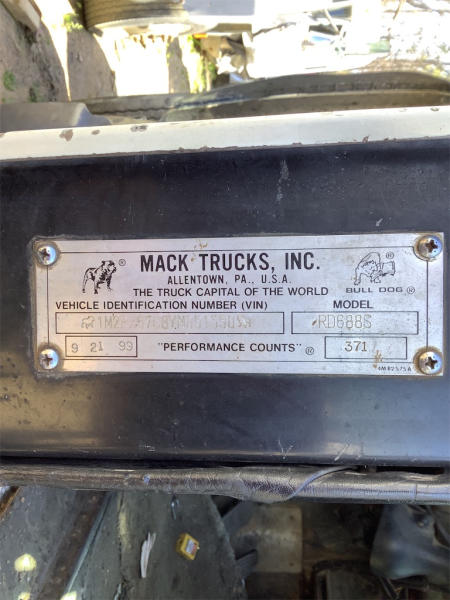 MACK TRUCKS, INC.
ALLENTOWN, PA., U.S.A.
THE TRUCK CAPITAL OF THE WORLD
BULL DOG ®
VEHICLE IDENTIFICATION NUMBER (VIN)
MODEL
RD688S
9 21 99
"PERFORMANCE COUNTS" ®
371